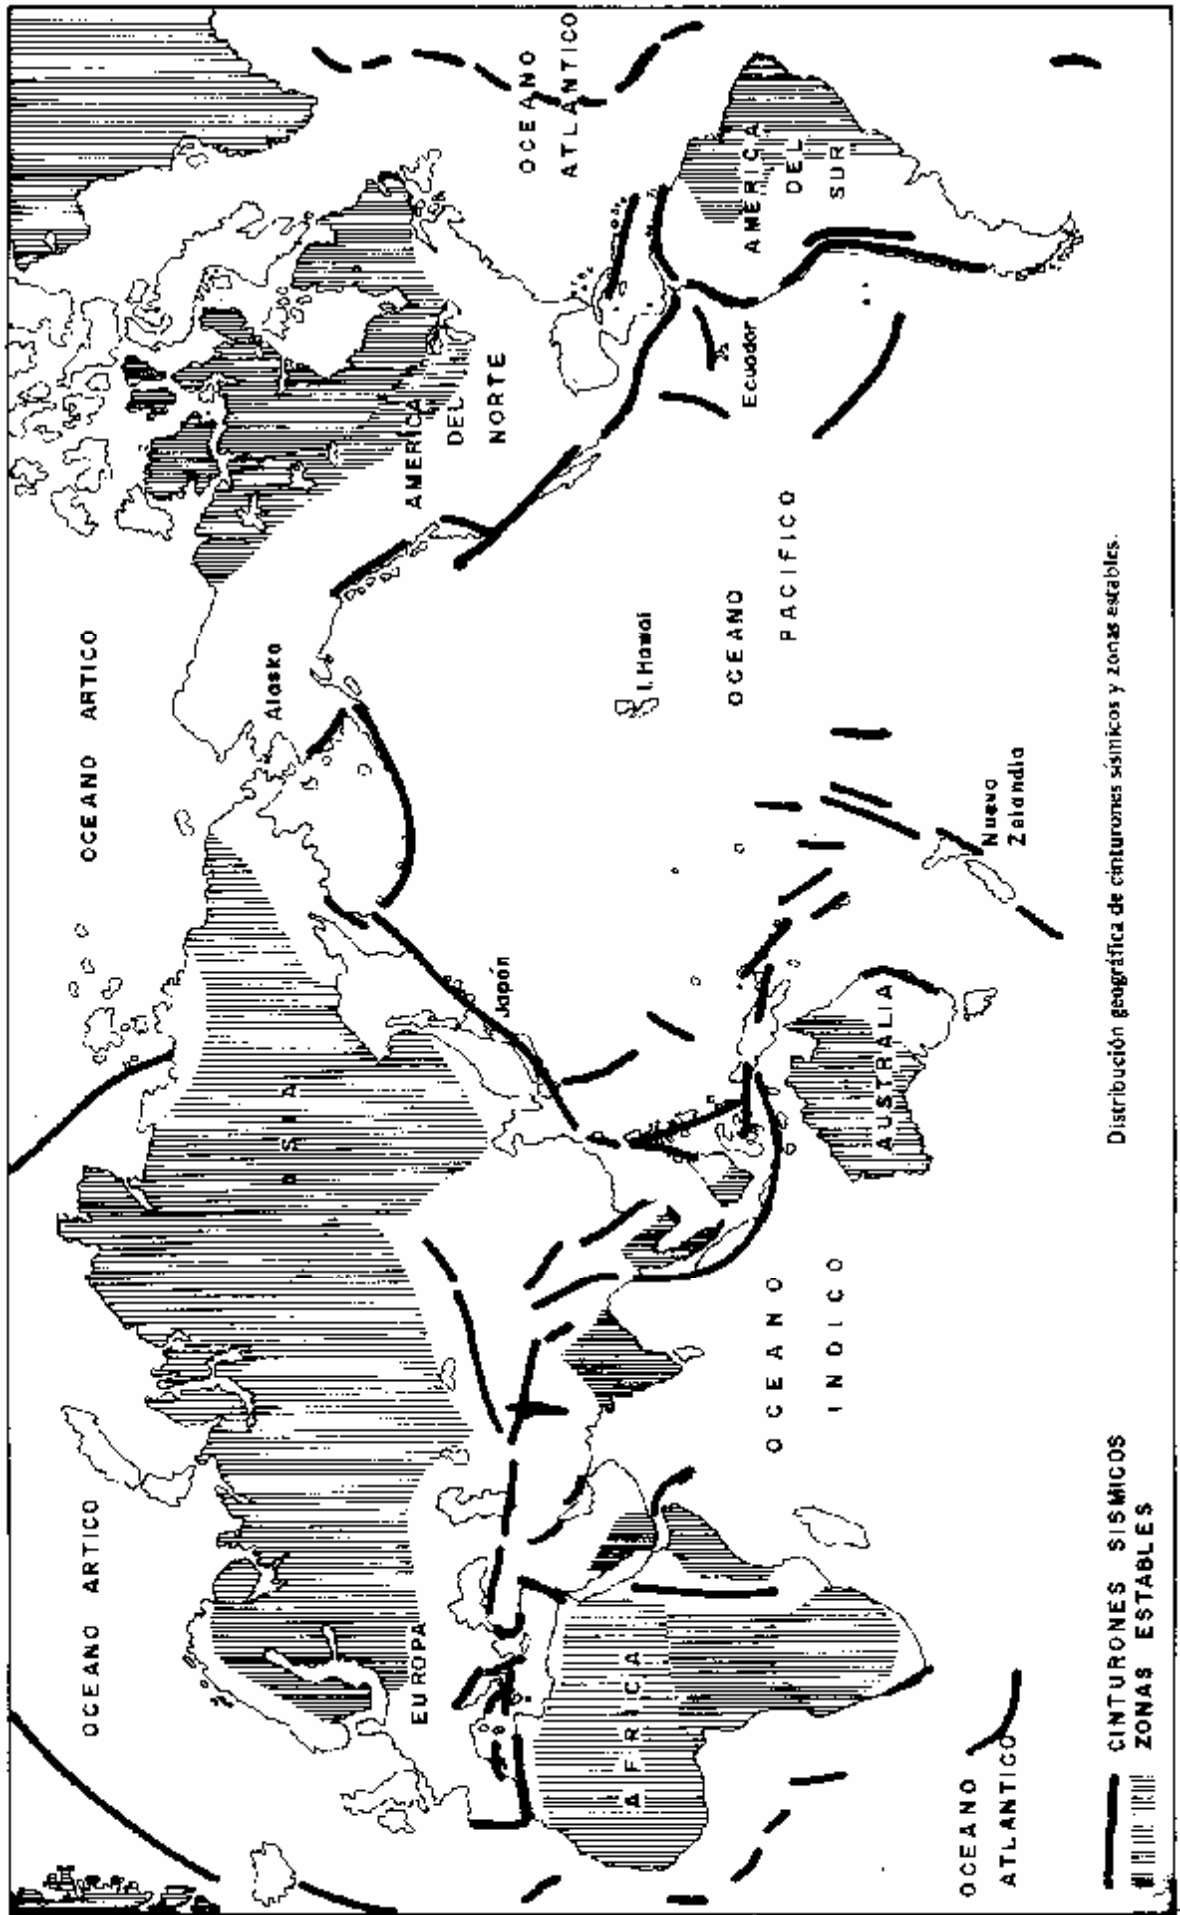 OCEANO ARTICO
OCEANO ARTICO
Alaska
EUROPA
ASIA
Japón
AMERICA
DEL
NORTE
OCEANO
ATLANTICO
I. Hawai
OCEANO
PACIFICO
Ecuador
AMERICA
DEL
SUR
AFRICA
OCEANO
INDICO
AUSTRALIA
Nueva
Zelandia
OCEANO
ATLANTICO
CINTURONES SISMICOS
ZONAS ESTABLES
Distribución geográfica de cinturones sísmicos y zonas estables.